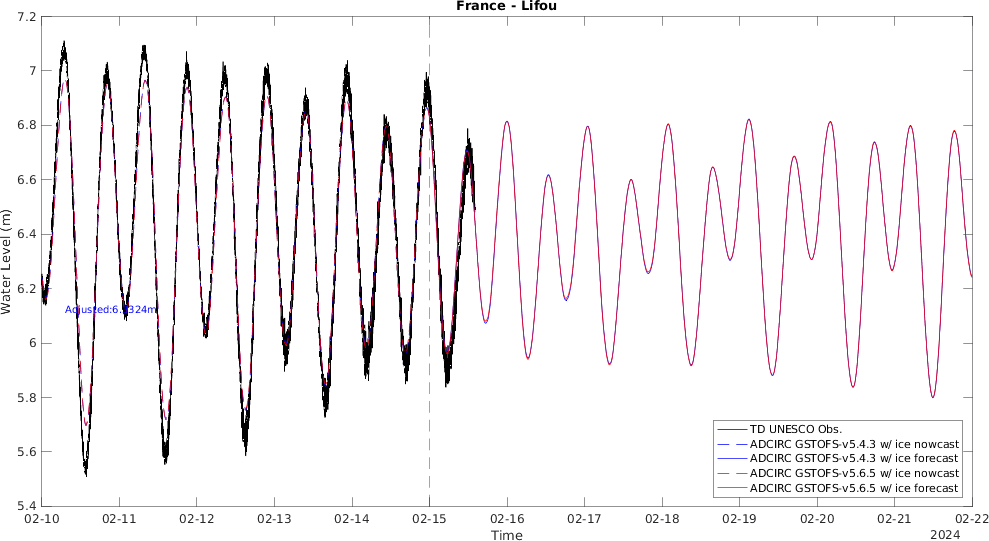 France - Lifou
7.2
7
6.8
6.6
6.4
6.2
6
5.8
5.6
5.4
Water Level (m)
Adjusted:6.
324m
TD UNESCO Obs.
ADCIRC GSTOFS-v5.4.3 w/ ice nowcast
ADCIRC GSTOFS-v5.4.3 w/ ice forecast
ADCIRC GSTOFS-v5.6.5 w/ ice nowcast
ADCIRC GSTOFS-v5.6.5 w/ ice forecast
02-10 02-11 02-12 02-13 02-14 02-15 02-16 02-17 02-18 02-19 02-20 02-21 02-22
Time
2024